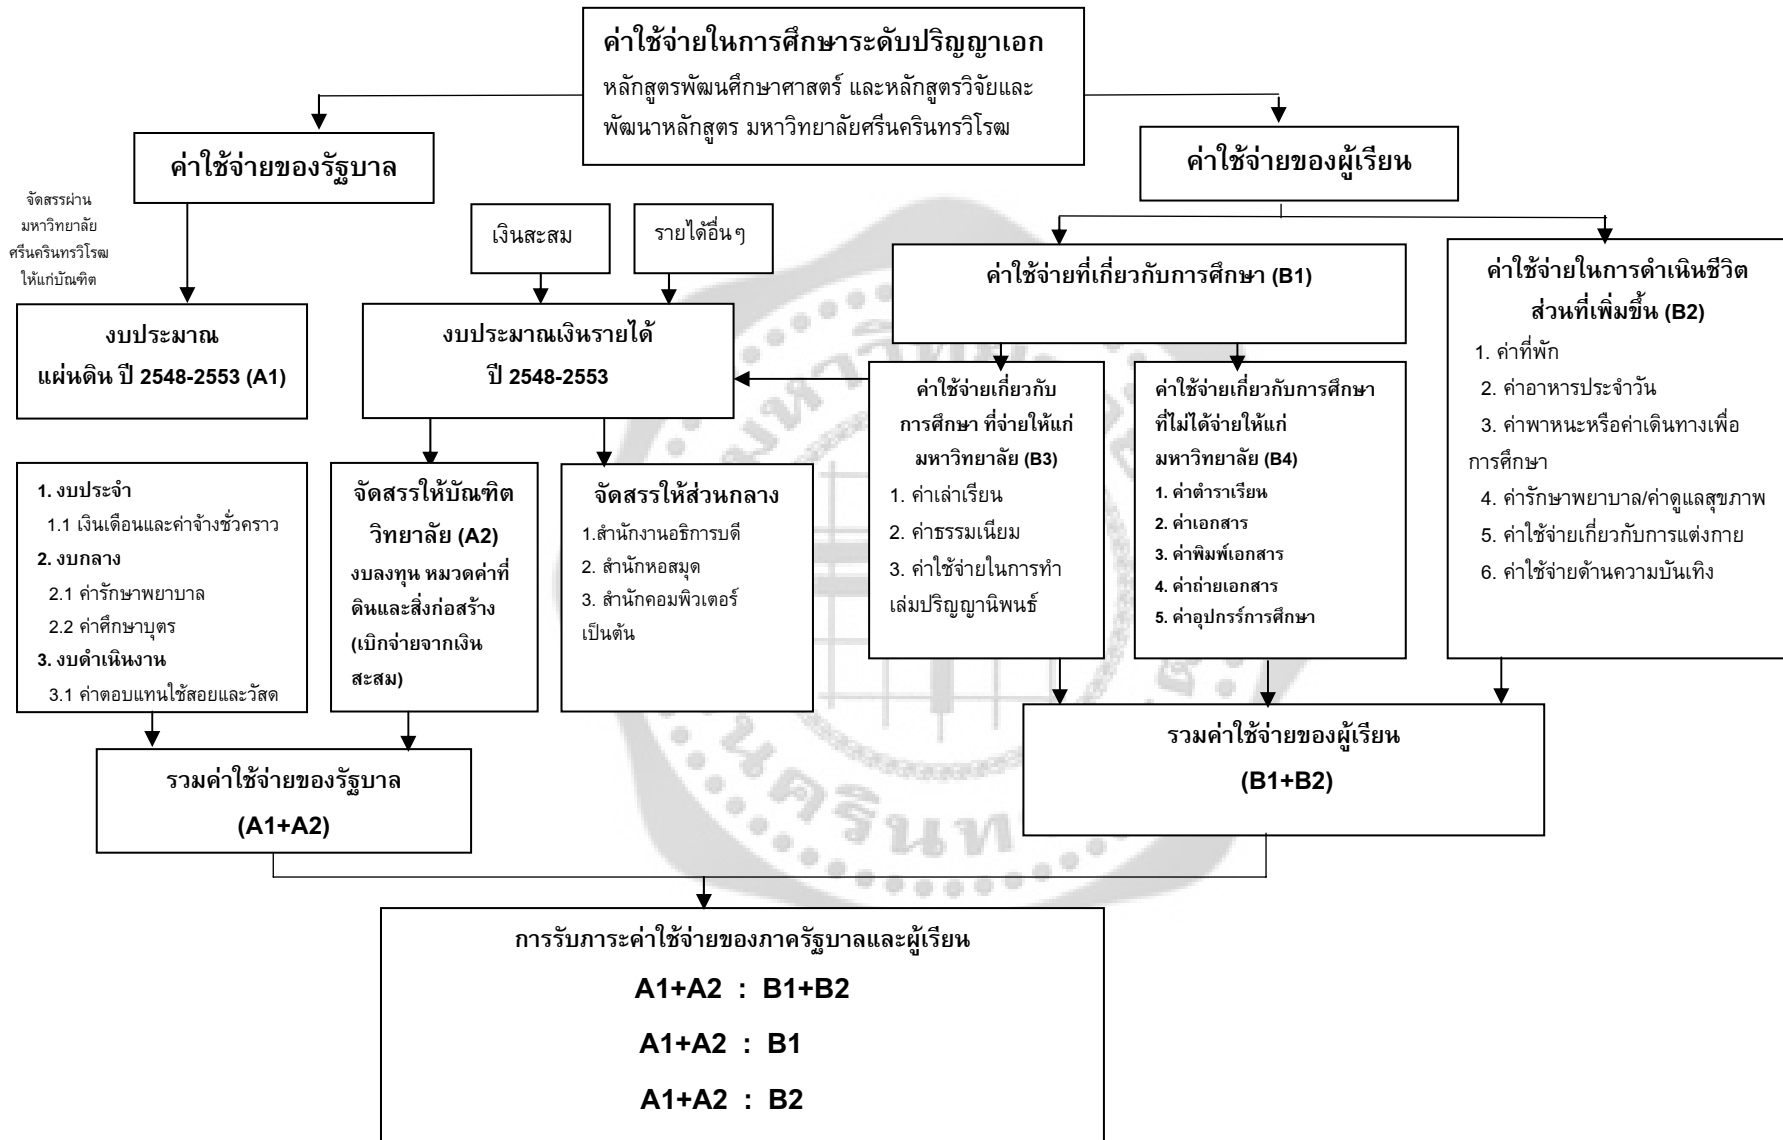 ค่าใช้จ่ายในการศึกษาระดับปริญญาเอก
หลักสูตรพัฒนศึกษาศาสตร์ และหลักสูตรวิจัยและ
พัฒนาหลักสูตร มหาวิทยาลัยศรีนครินทรวิโรฒ
ค่าใช้จ่ายของรัฐบาล
ค่าใช้จ่ายของผู้เรียน
จัดสรรผ่าน
มหาวิทยาลัย
ศรีนครินทรวิโรฒ
ให้แก่บัณฑิต
เงินสะสม
รายได้อื่นๆ
งบประมาณ
แผ่นดิน ปี 2548-2553 (A1)
งบประมาณเงินรายได้
ปี 2548-2553
ค่าใช้จ่ายที่เกี่ยวกับการศึกษา (B1)
ค่าใช้จ่ายในการดำเนินชีวิต
ส่วนที่เพิ่มขึ้น (B2)
1. ค่าที่พัก
2. ค่าอาหารประจำวัน
3. ค่าพาหนะหรือค่าเดินทางเพื่อ
การศึกษา
4. ค่ารักษาพยาบาล/ค่าดูแลสุขภาพ
5. ค่าใช้จ่ายเกี่ยวกับการแต่งกาย
6. ค่าใช้จ่ายด้านความบันเทิง
1. งบประจำ
1.1 เงินเดือนและค่าจ้างชั่วคราว
2. งบกลาง
2.1 ค่ารักษาพยาบาล
2.2 ค่าศึกษาบุตร
3. งบดำเนินงาน
3.1 ค่าตอบแทนใช้สอยและวัสด
จัดสรรให้บัณฑิต
วิทยาลัย (A2)
งบลงทุน หมวดค่าที่
ดินและสิ่งก่อสร้าง
(เบิกจ่ายจากเงิน
สะสม)
จัดสรรให้ส่วนกลาง
1.สำนักงานอธิการบดี
2. สำนักหอสมุด
3. สำนักคอมพิวเตอร์
เป็นต้น
ค่าใช้จ่ายเกี่ยวกับ
การศึกษา ที่จ่ายให้แก่
มหาวิทยาลัย (B3)
1. ค่าเล่าเรียน
2. ค่าธรรมเนียม
3. ค่าใช้จ่ายในการทำ
เล่มปริญญานิพนธ์
ค่าใช้จ่ายเกี่ยวกับการศึกษา
ที่ไม่ได้จ่ายให้แก่
มหาวิทยาลัย (B4)
1. ค่าตำราเรียน
2. ค่าเอกสาร
3. ค่าพิมพ์เอกสาร
4. ค่าถ่ายเอกสาร
5. ค่าอุปกรร์การศึกษา
รวมค่าใช้จ่ายของรัฐบาล
(A1+A2)
รวมค่าใช้จ่ายของผู้เรียน
(B1+B2)
การรับภาระค่าใช้จ่ายของภาครัฐบาลและผู้เรียน
A1+A2 : B1+B2
A1+A2 : B1
A1+A2 : B2